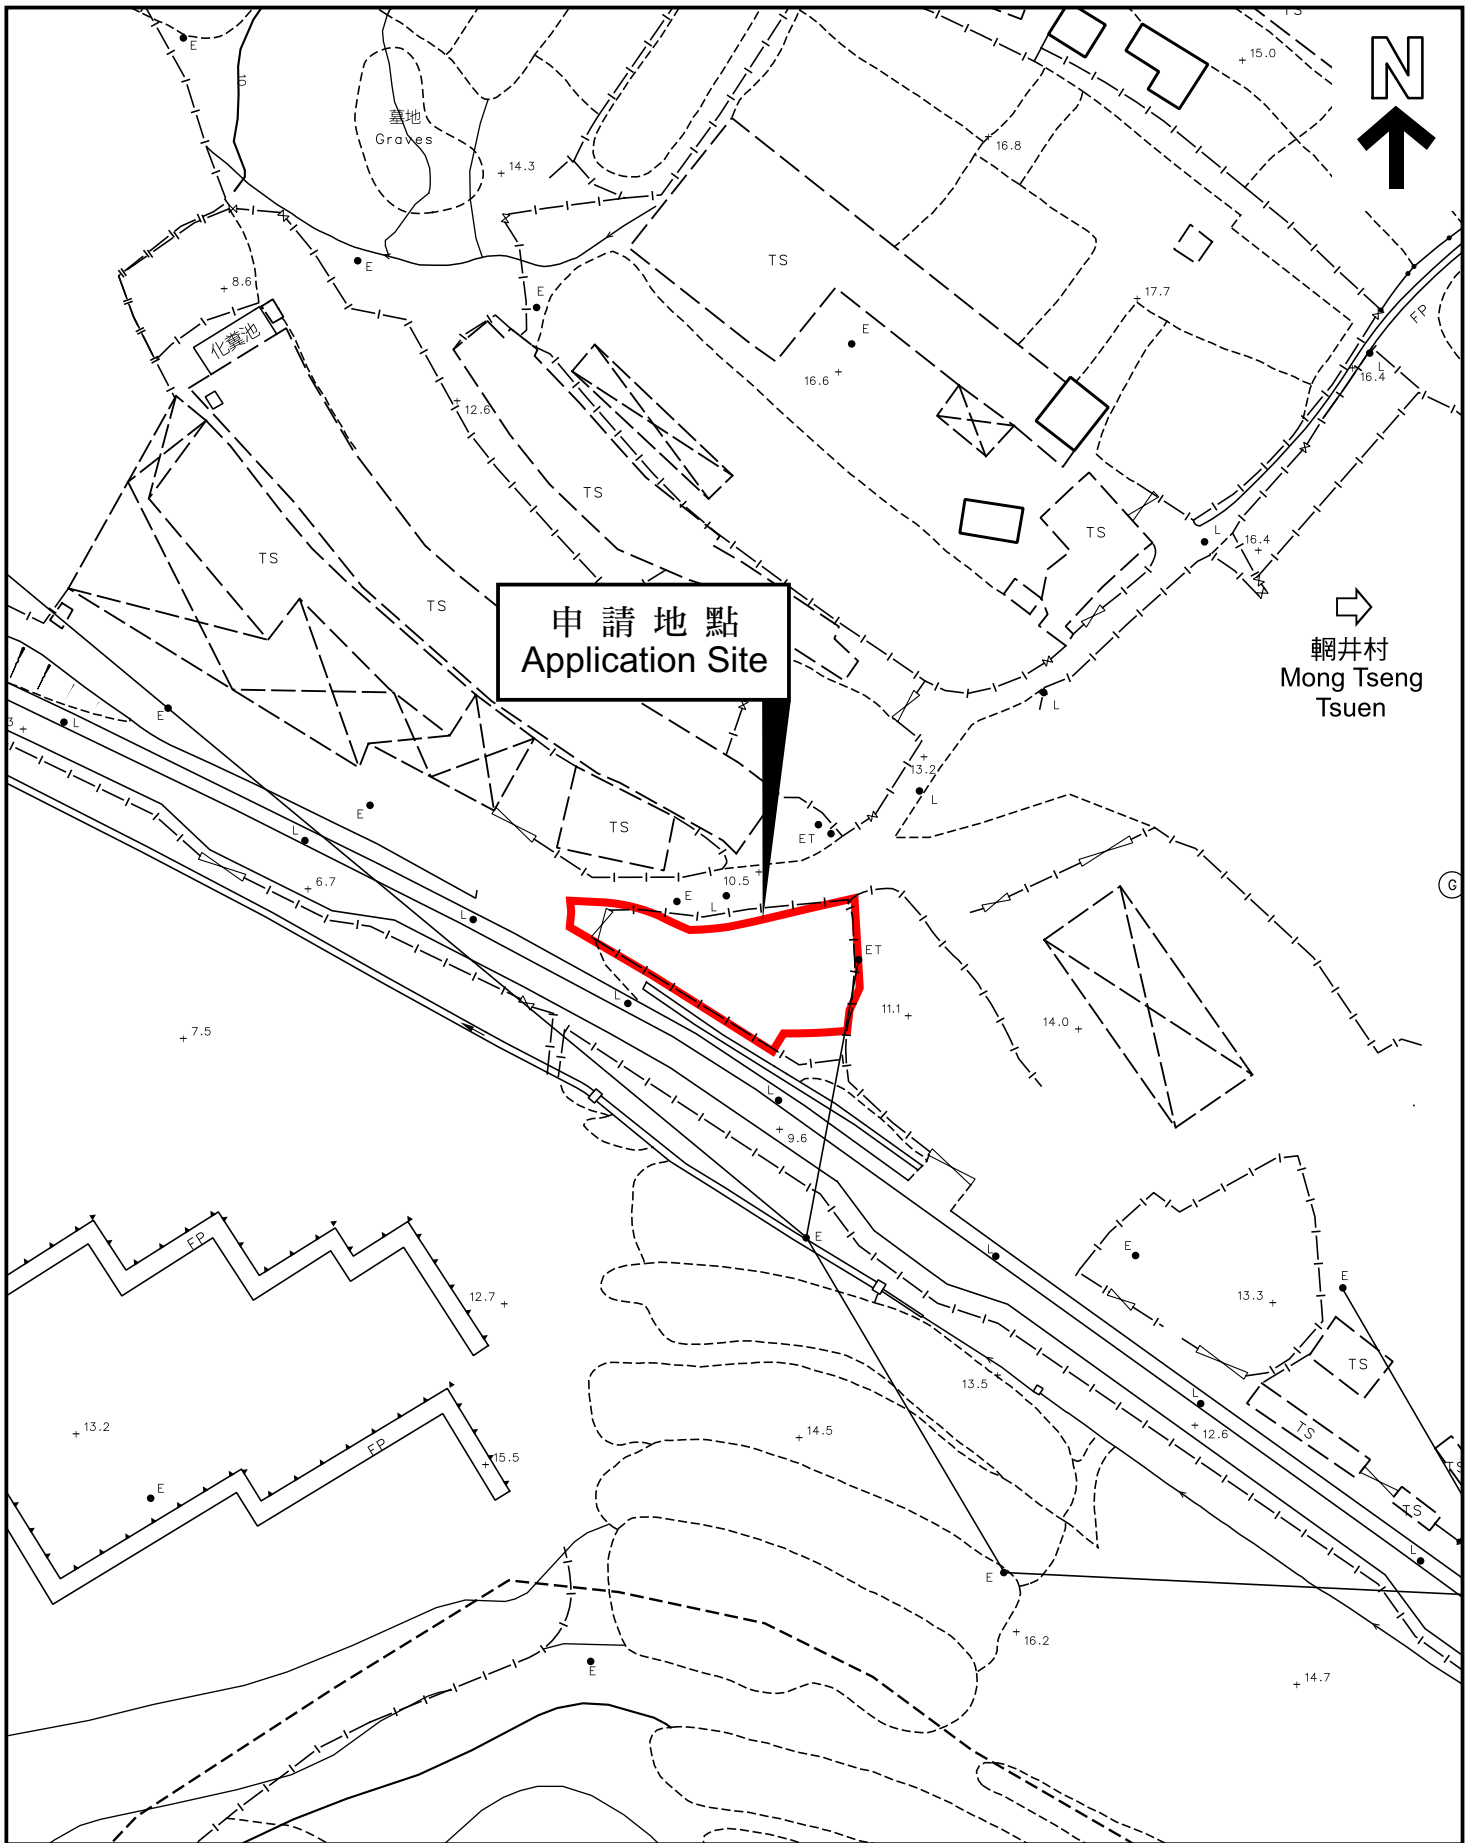 TS
E
15.0
N
10
墓地
Graves
16.8
14.3
TS
E
8.6
E
17.7
FP
化糞池
E
16.6
L
16.4
12.6
TS
L
16.4
TS
TS
TS
申請地點
Application Site
輞井村
Mong Tseng
Tsuen
E
L
L
3
13.2
L
E
TS
ET
L
G
6.7
10.5
E
L
L
ET
L
11.1
14.0
7.5
L
9.6
E
FP
L
E
E
12.7
13.3
TS
13.5
L
13.2
14.5
12.6
TS
FP
15.5
TS
E
TS
L
E
16.2
E
14.7